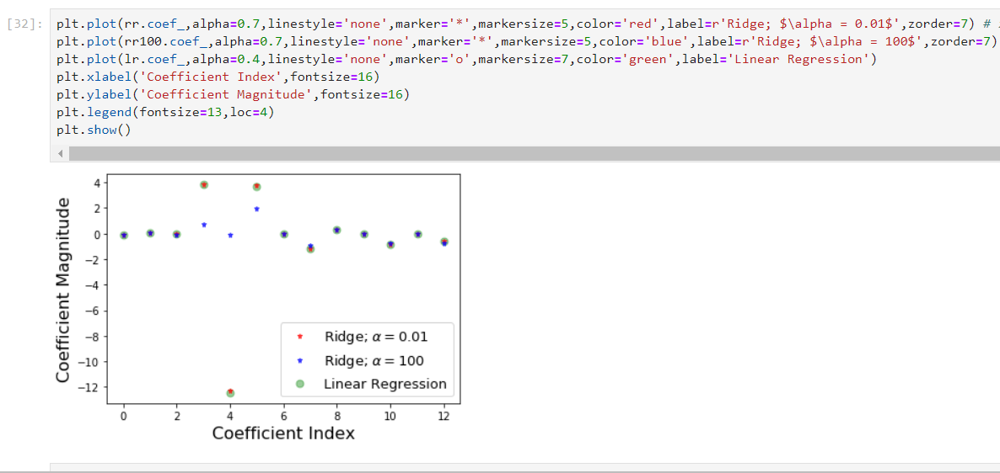 [32]: plt.plot(rr.coef_,alpha=0.7,linestyle='none',marker='*',markersize=5,color='red',label=r'Ridge; $\alpha = 0.01$',zorder=7) #
plt.plot(rr100.coef_,alpha=0.7,linestyle='none',marker='*',markersize=5,color='blue',label=r'Ridge; $\alpha = 100$',zorder=7)
plt.plot(lr.coef_,alpha=0.4,linestyle='none',marker='o',markersize=7,color='green',label='Linear Regression')
plt.xlabel('Coefficient Index',fontsize=16)
plt.ylabel('Coefficient Magnitude',fontsize=16)
plt.legend(fontsize=13,loc=4)
plt.show()
Coefficient Magnitude
4
2
0
−2
−4
−6
−8
−10
−12
Ridge; α = 0.01
Ridge; α = 100
Linear Regression
0 2 4 6 8 10 12
Coefficient Index